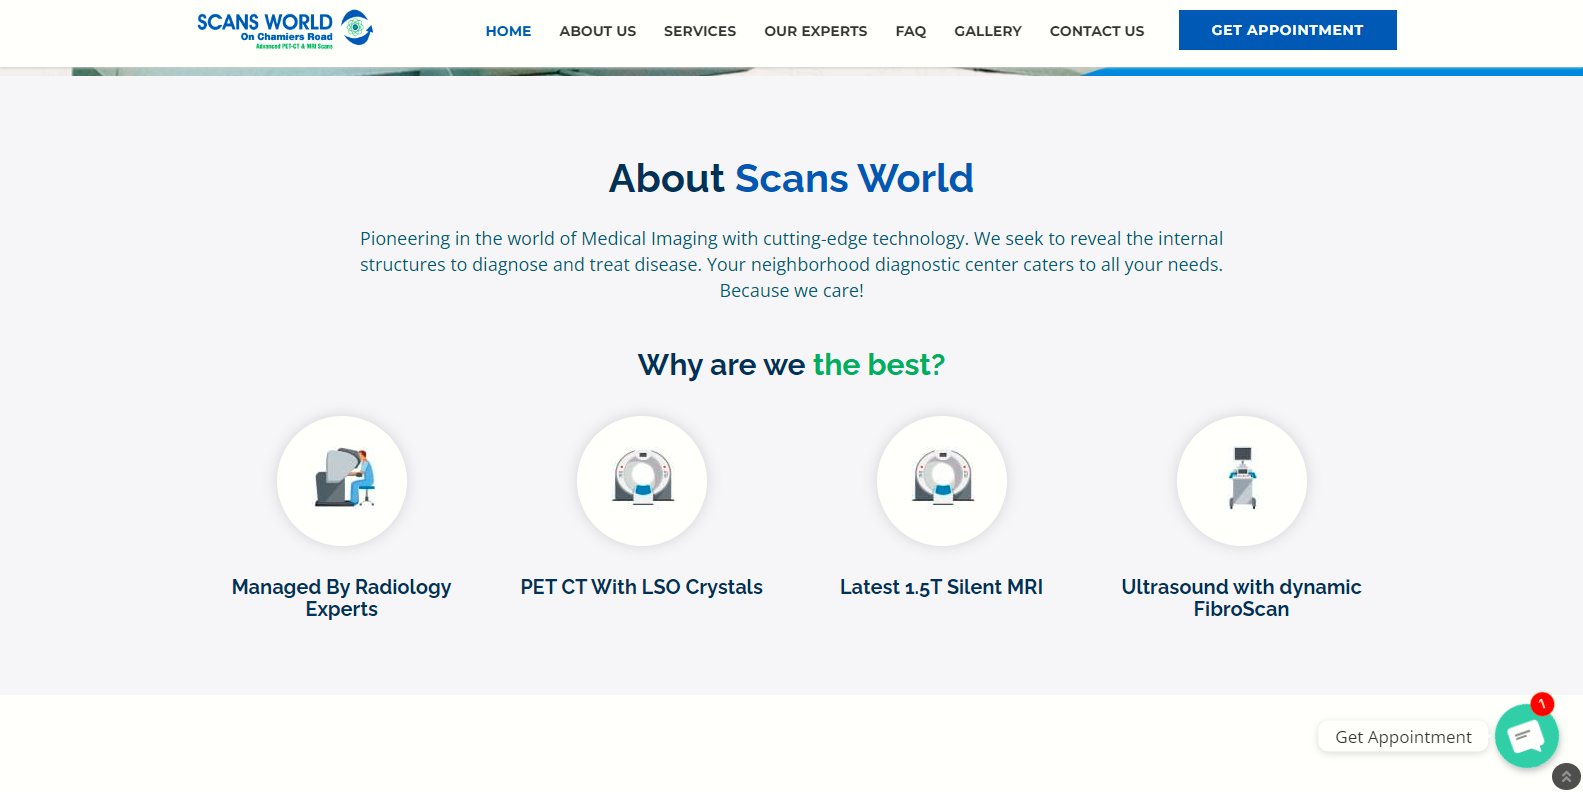 SCANS WORLD
On Chamiers Road
Advanced PET-CT & MRI Scans
HOME ABOUT US SERVICES OUR EXPERTS FAQ GALLERY CONTACT US GET APPOINTMENT
About Scans World
Pioneering in the world of Medical Imaging with cutting-edge technology. We seek to reveal the internal
structures to diagnose and treat disease. Your neighborhood diagnostic center caters to all your needs.
Because we care!
Why are we the best?
Managed By Radiology
Experts
PET CT With LSO Crystals
Latest 1.5T Silent MRI
Ultrasound with dynamic
FibroScan
1
Get Appointment